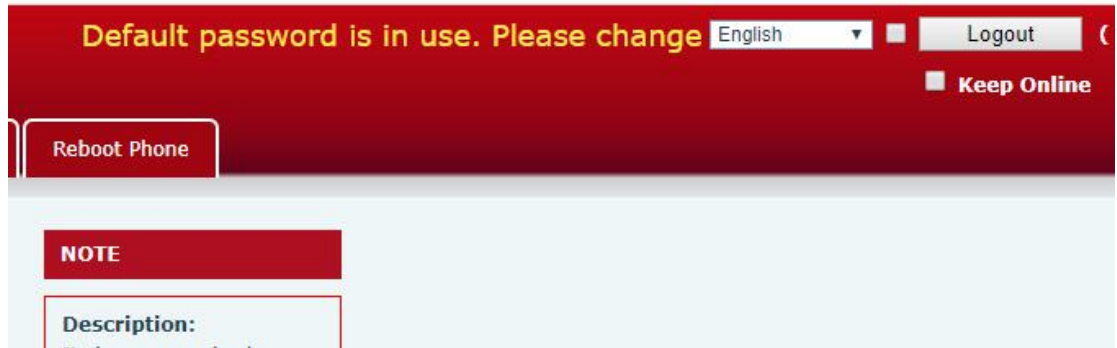 Default password is in use. Please change English Logout (
Keep Online
Reboot Phone
NOTE
Description: